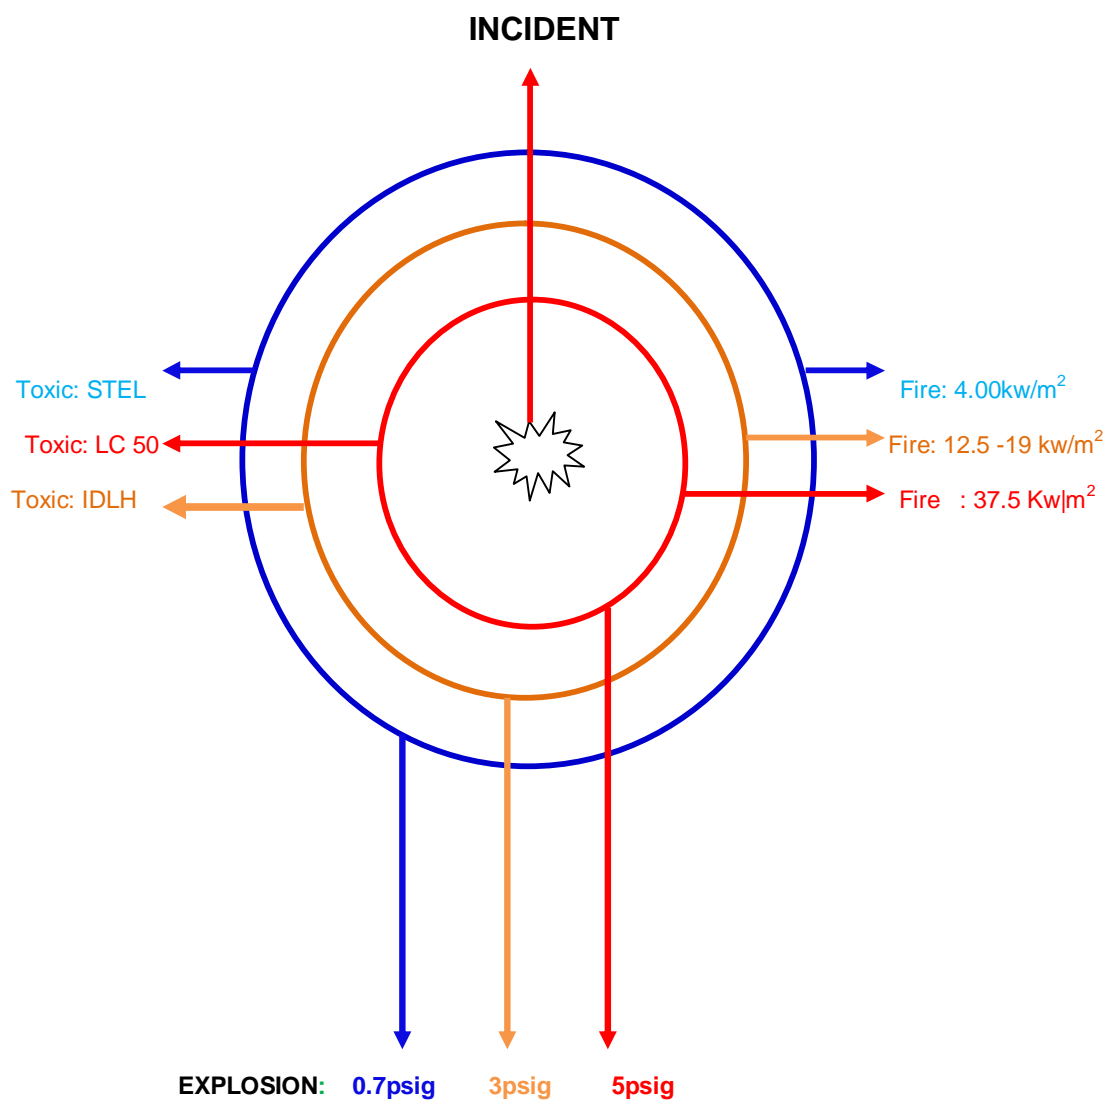 INCIDENT
Toxic: STEL
Fire: 4.00kw/m²
Toxic: LC 50
Fire: 12.5 -19 kw/m²
Toxic: IDLH
Fire : 37.5 Kw|m²
EXPLOSION: 0.7psig 3psig 5psig